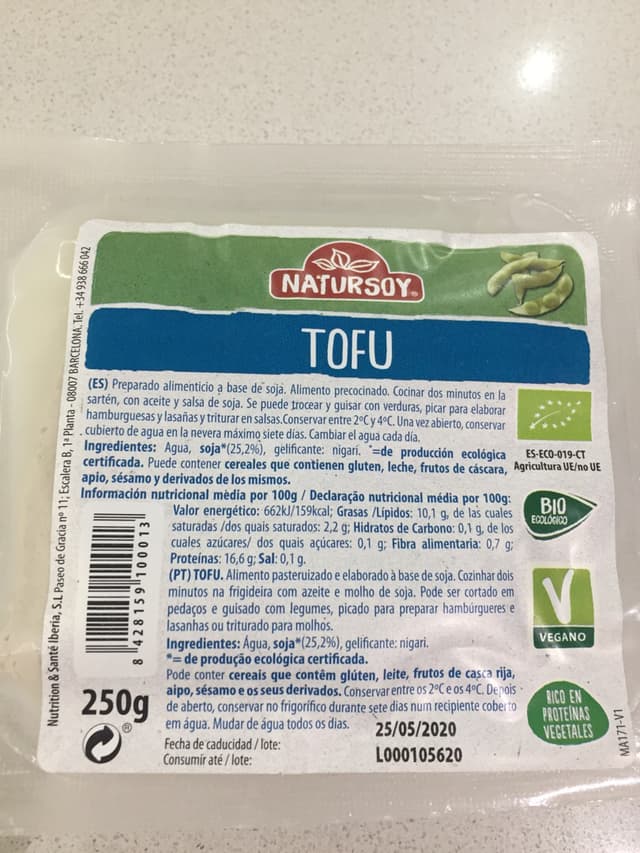 NATURSOY®
TOFU
(ES) Preparado alimenticio a base de soja. Alimento precocinado. Cocinar dos minutos en la
sartén, con aceite y salsa de soja. Se puede trocear y guisar con verduras, picar para elaborar
hamburguesas y lasañas y triturar en salsas.Conservar entre 2ºC y 4ºC. Una vez abierto, conservar
cubierto de agua en la nevera máximo siete días. Cambiar el agua cada día.
Ingredientes: Agua, soja*(25,2%), gelificante: nigari. *=de producción ecológica
certificada. Puede contener cereales que contienen gluten, leche, frutos de cáscara,
apio, sésamo y derivados de los mismos.
Información nutricional mèdia por 100g / Declaração nutricional média por 100g:
Valor energético: 662kJ/159kcal; Grasas /Lípidos: 10,1 g, de las cuales
saturadas /dos quais saturados: 2,2 g; Hidratos de Carbono: 0,1 g, de los
cuales azúcares/ dos quais açúcares: 0,1 g; Fibra alimentaria: 0,7 g;
Proteínas: 16,6 g; Sal: 0,1 g.
(PT) TOFU. Alimento pasteruizado e elaborado à base de soja. Cozinhar dois
minutos na frigideira com azeite e molho de soja. Pode ser cortado em
pedaços e guisado com legumes, picado para preparar hambúrgueres e
lasanhas ou triturado para molhos.
Ingredientes: Água, soja*(25,2%), gelificante: nigari.
*= de produção ecológica certificada.
Pode conter cereais que contêm glúten, leite, frutos de casca rija,
aipo, sésamo e os seus derivados. Conservar entre os 2ºC e os 4ºC. Depois
de aberto, conservar no frigorífico durante sete dias num recipiente coberto
em água. Mudar de água todos os dias.
25/05/2020
Fecha de caducidad / lote:
Consumir até / lote:
L000105620
250g
®
8 428159 100013
Nutrition & Santé Iberia, S.L Paseo de Gracia nº 11; Escalera B, 1ª Planta - 08007 BARCELONA. Tel. +34 938 666 042
ES-ECO-019-CT
Agricultura UE/no UE
BIO
ECOLÓGICO
V
VEGANO
RICO EN
PROTEÍNAS
VEGETALES
MA171-V1